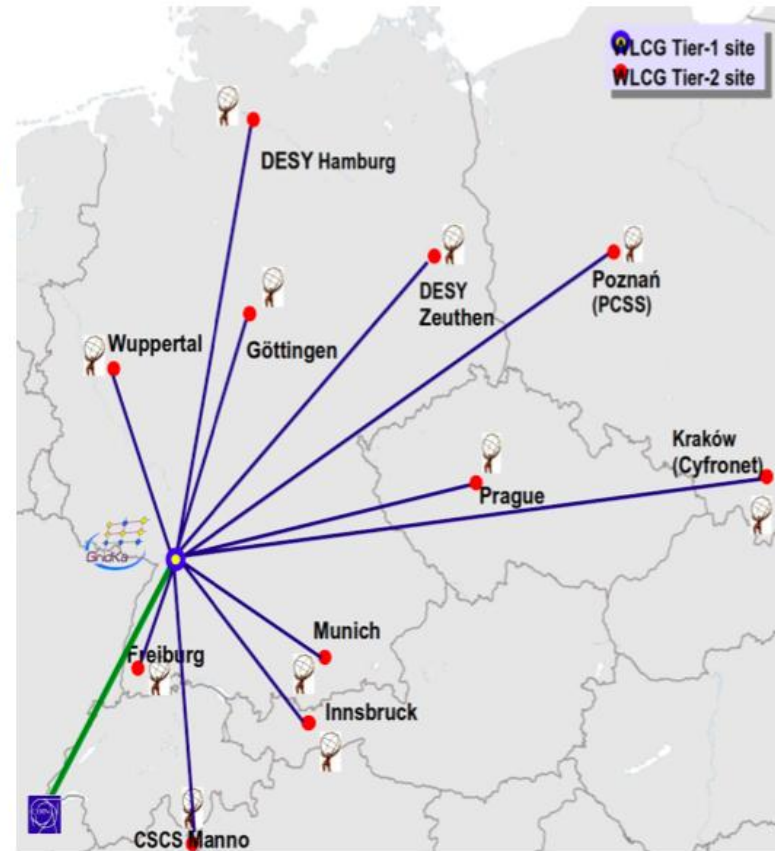 WLCG Tier-1 site
WLCG Tier-2 site
DESY Hamburg
DESY
Zeuthen
Poznań
(PCSS)
Göttingen
Wuppertal
Kraków
(Cyfronet)
Prague
GridKa
Munich
Freiburg
Innsbruck
CERN
CSCS Manno